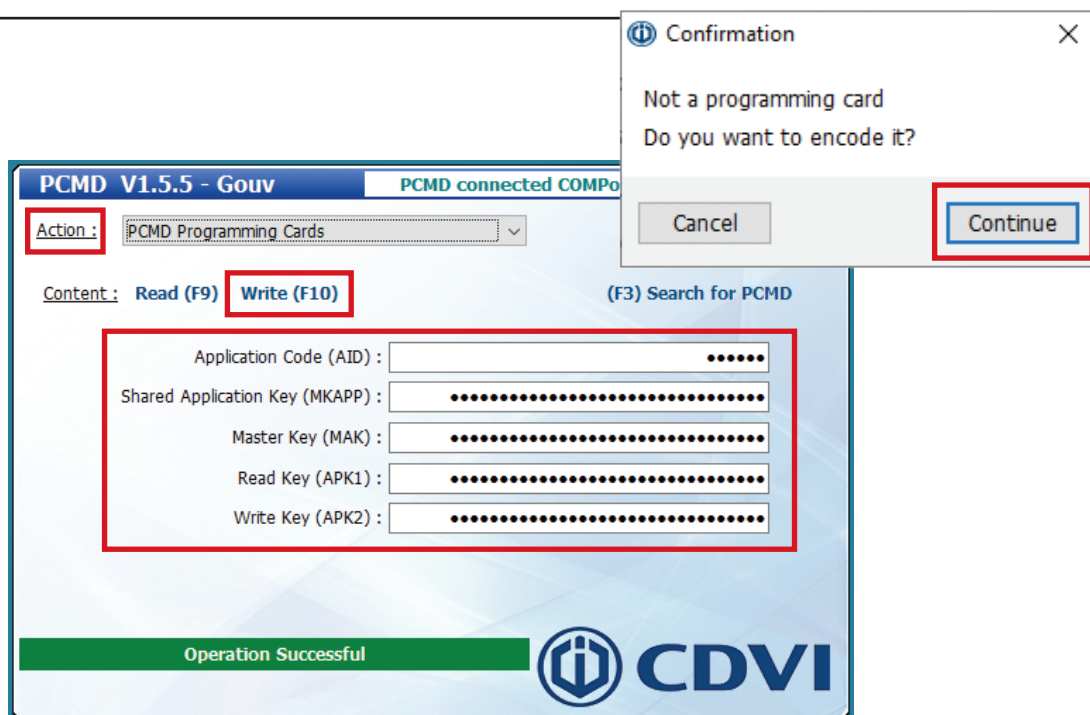 Confirmation
Not a programming card
Do you want to encode it?
Cancel
Continue
PCMD V1.5.5 - Gouv
PCMD connected COMPo
Action :
PCMD Programming Cards
Content :
Read (F9)
Write (F10)
(F3) Search for PCMD
Application Code (AID) :
••••••
Shared Application Key (MKAPP) :
••••••••••••••••••••••••••••••••
Master Key (MAK) :
••••••••••••••••••••••••••••••••
Read Key (APK1) :
••••••••••••••••••••••••••••••••
Write Key (APK2) :
••••••••••••••••••••••••••••••••
Operation Successful
CDVI